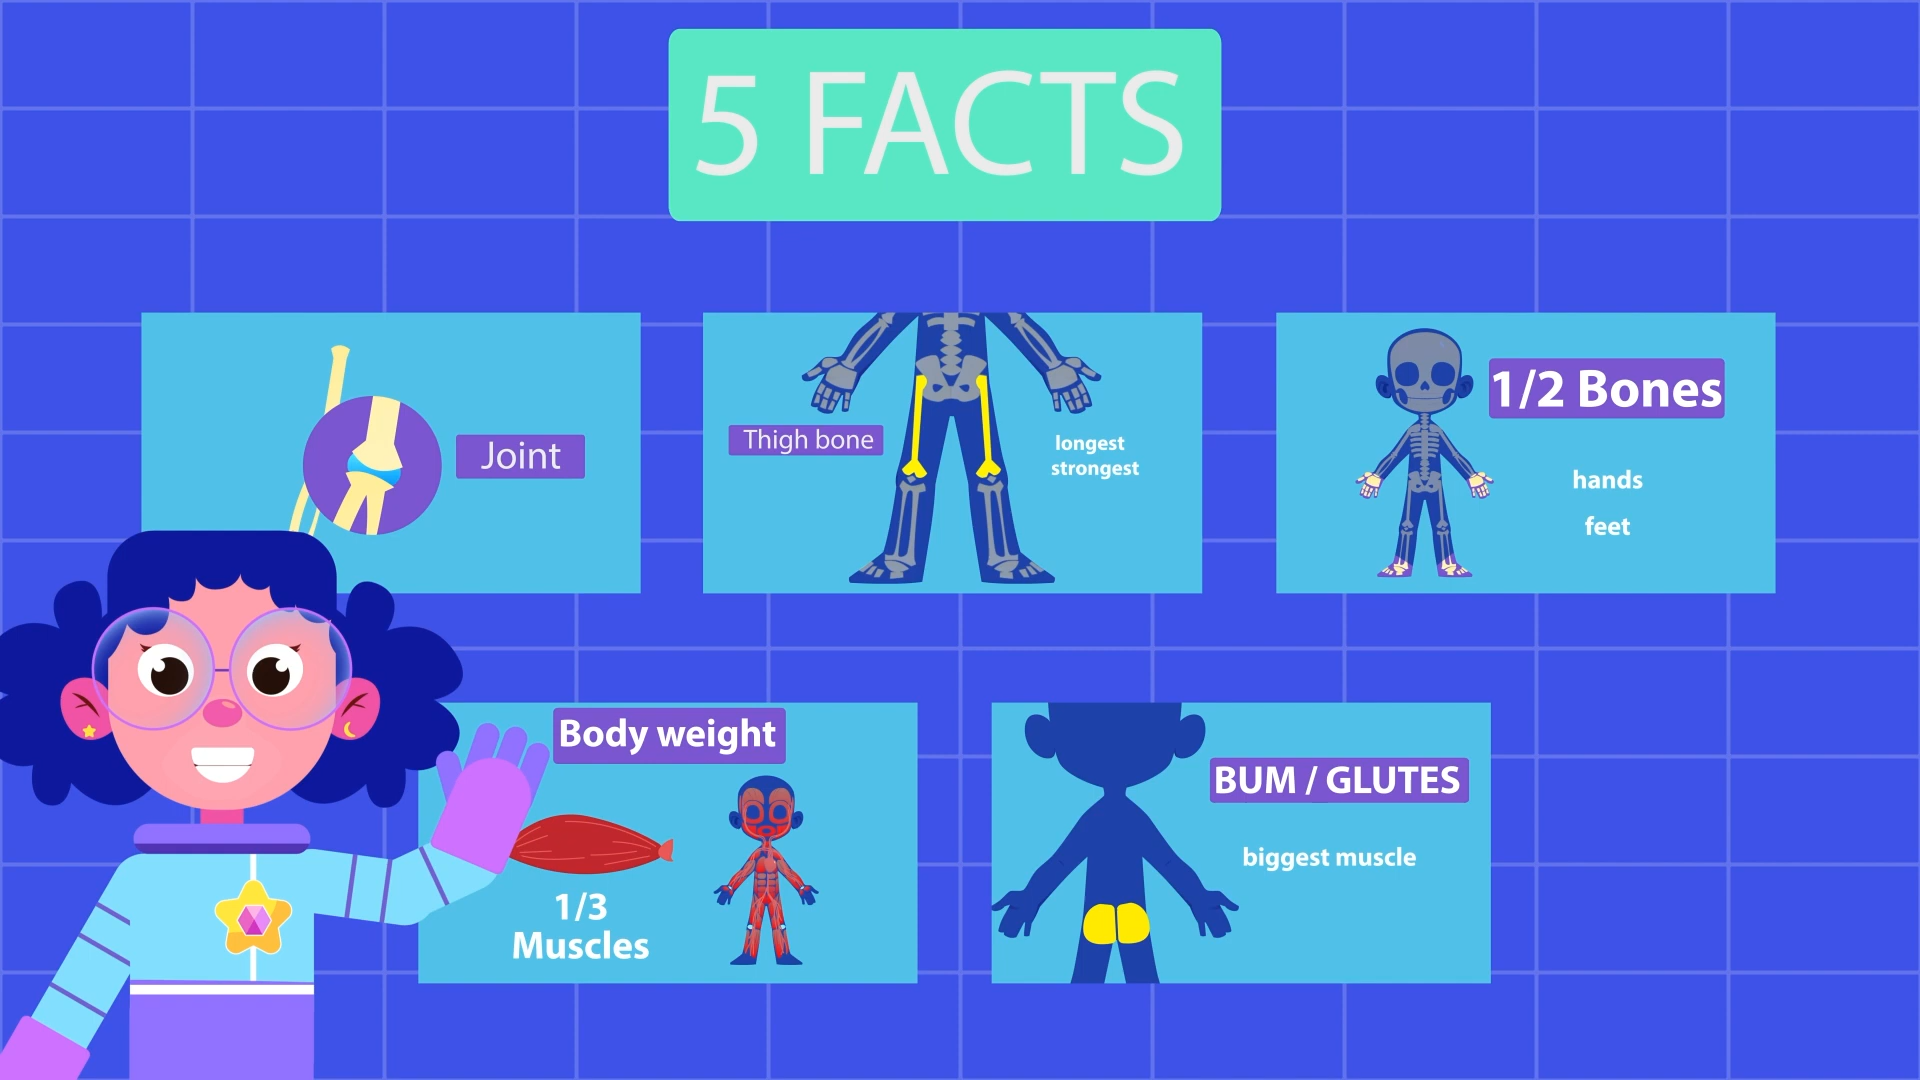 5 FACTS
Joint
Thigh bone
longest
strongest
1/2 Bones
hands
feet
Body weight
1/3
Muscles
BUM / GLUTES
biggest muscle